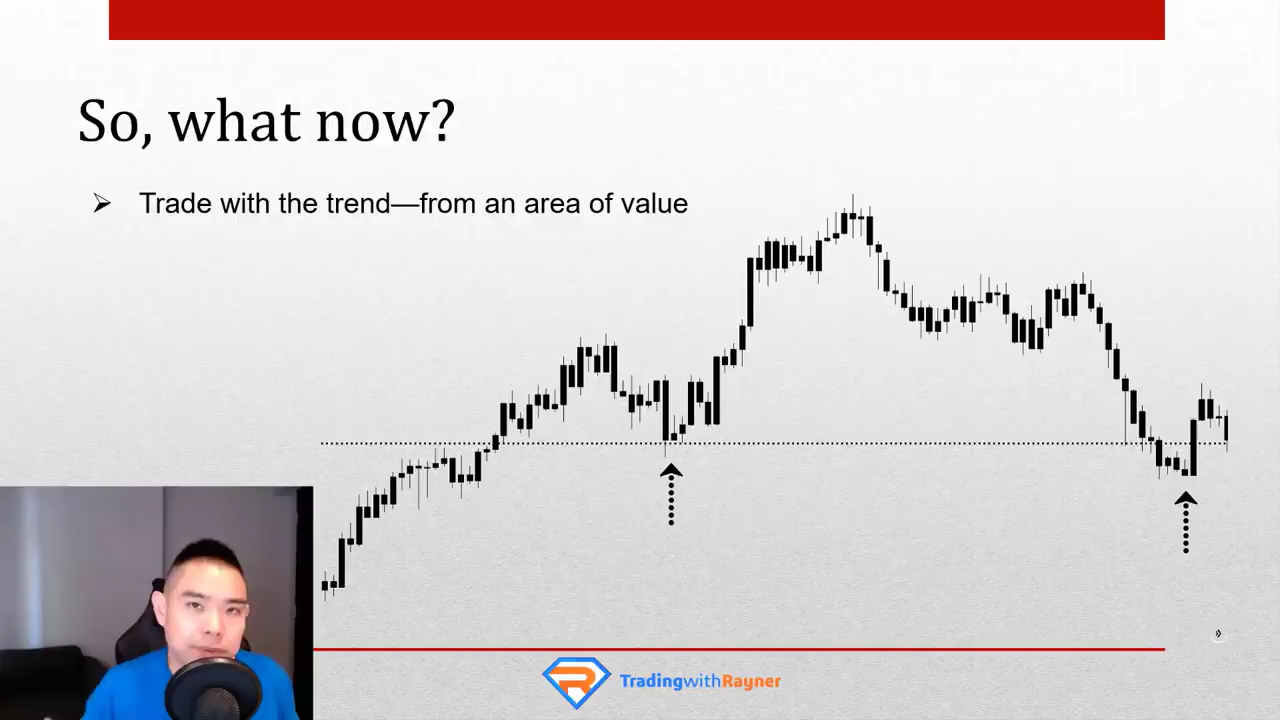 So, what now?
Trade with the trend—from an area of value
TradingwithRayner